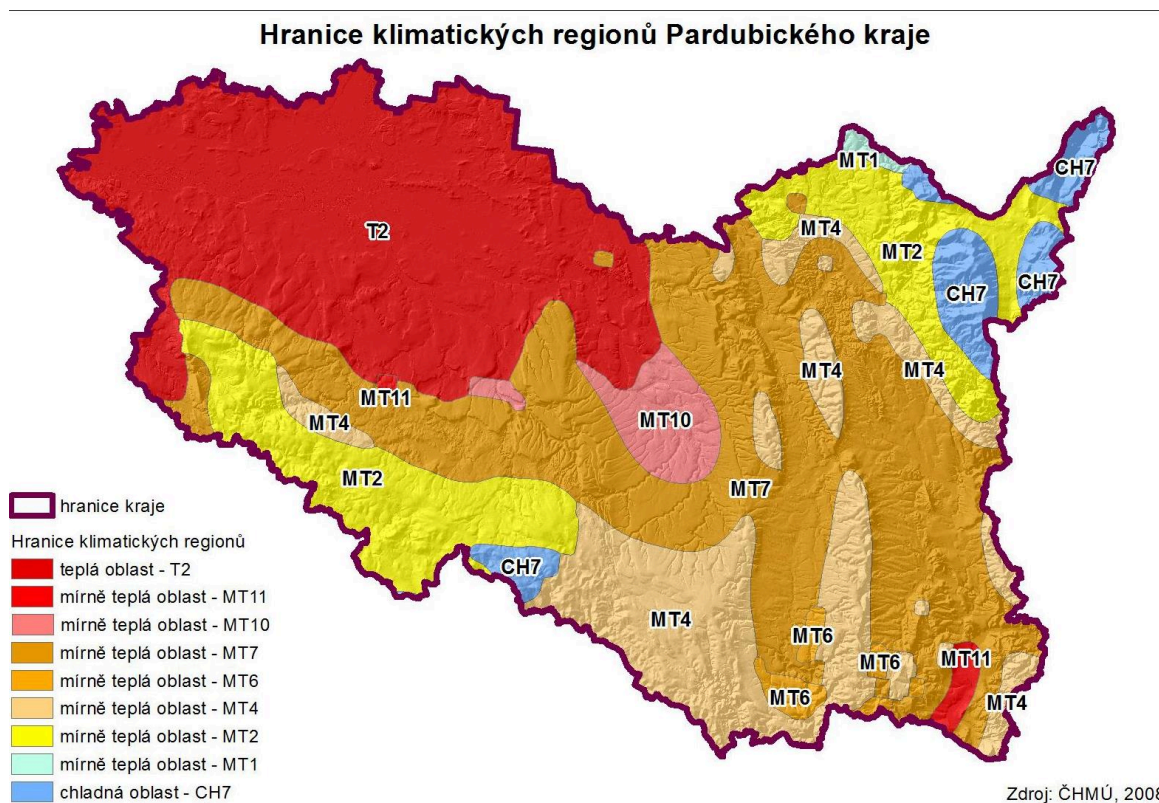 Hranice klimatických regionů Pardubického kraje
MT1
CH7
T2
MT4
MT2
CH7
CH7
MT4
MT4
MT11
MT4
MT10
MT2
MT7
CH7
MT4
MT6
MT6
MT11
MT6
MT4
hranice kraje
Hranice klimatických regionů
teplá oblast - T2
mírně teplá oblast - MT11
mírně teplá oblast - MT10
mírně teplá oblast - MT7
mírně teplá oblast - MT6
mírně teplá oblast - MT4
mírně teplá oblast - MT2
mírně teplá oblast - MT1
chladná oblast - CH7
Zdroj: ČHMÚ, 2008